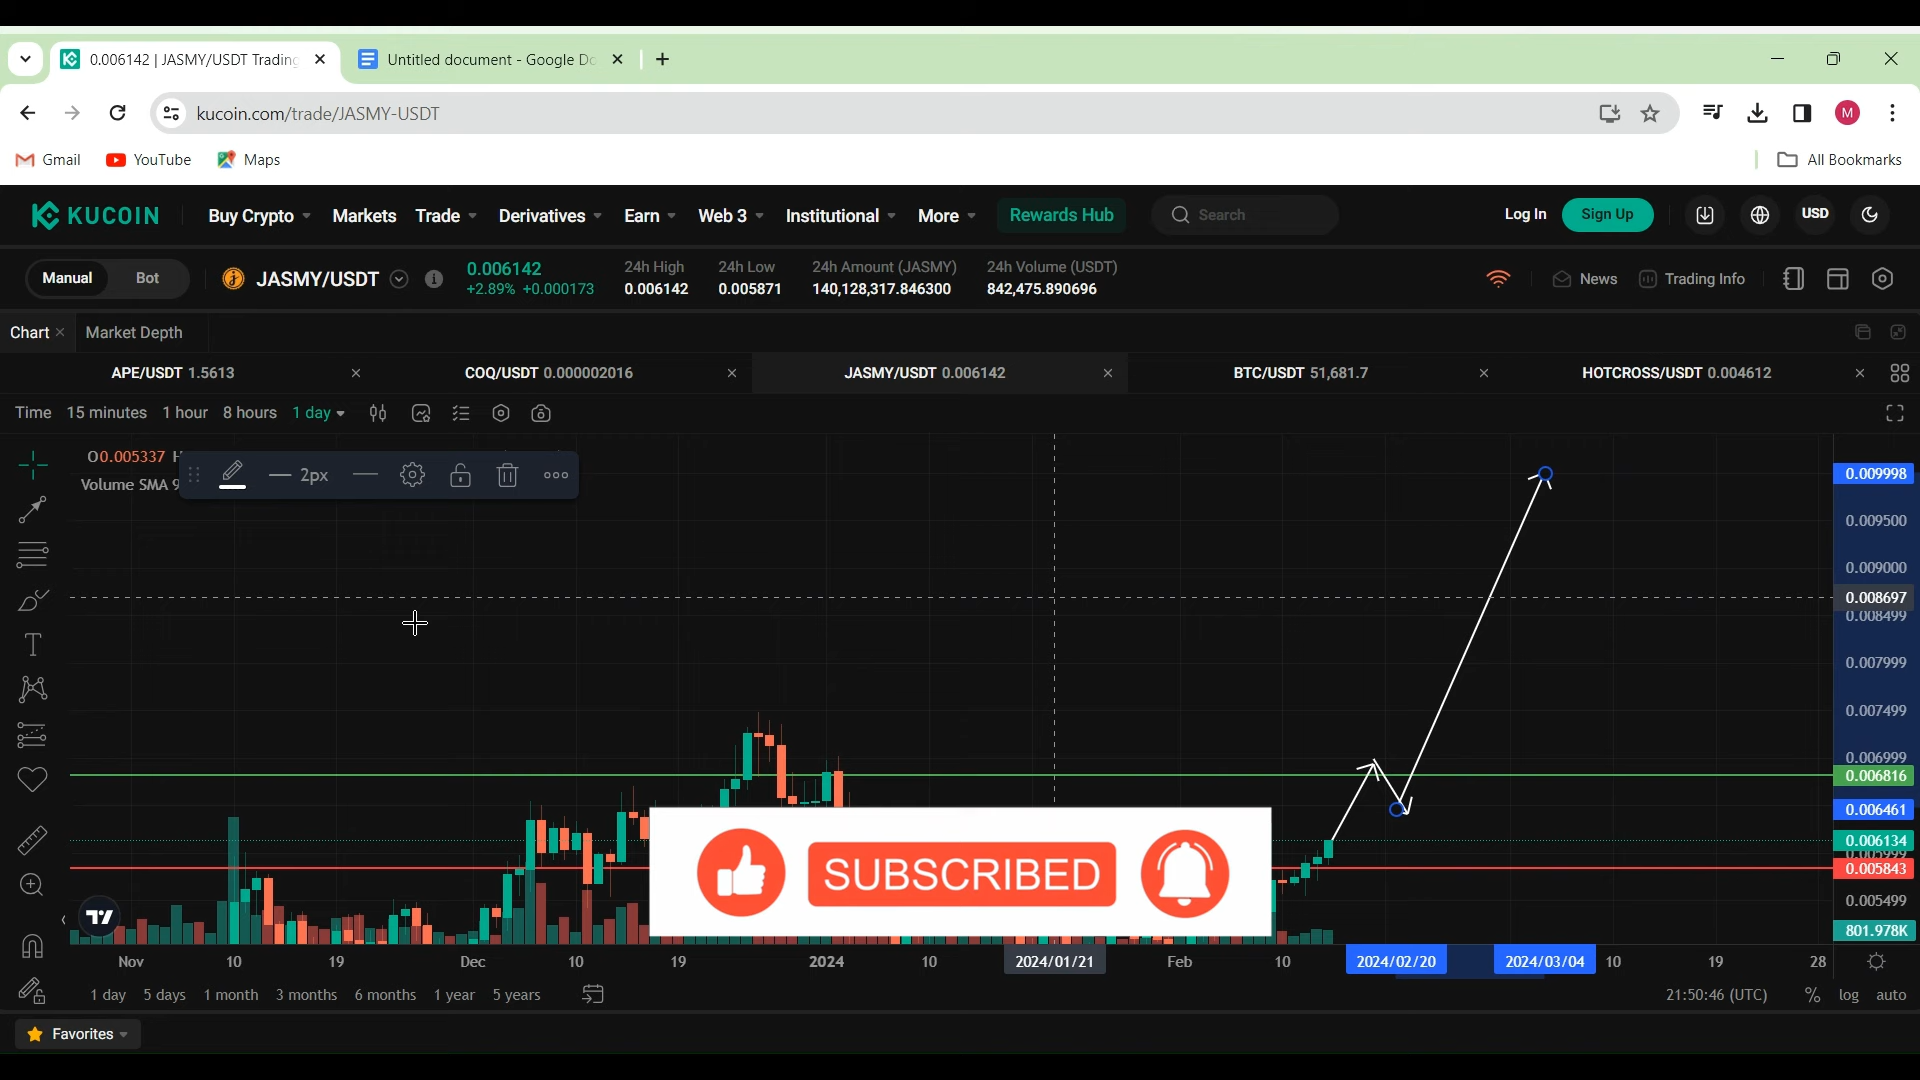 0.006142 | JASMY/USDT Trading
Untitled document - Google Do
kucoin.com/trade/JASMY-USDT
M
Gmail
YouTube
Maps
All Bookmarks
KUCOIN
Buy Crypto
Markets
Trade
Derivatives
Earn
Web 3
Institutional
More
Rewards Hub
Search
Log In
Sign Up
USD
Manual
Bot
JASMY/USDT
0.006142
+2.89% +0.000173
24h High
0.006142
24h Low
0.005871
24h Amount (JASMY)
140,128,317.846300
24h Volume (USDT)
842,475.890696
News
Trading Info
Chart
Market Depth
APE/USDT 1.5613
COQ/USDT 0.000002016
JASMY/USDT 0.006142
BTC/USDT 51,681.7
HOTCROSS/USDT 0.004612
Time 15 minutes 1 hour 8 hours 1 day
O0.005337 H
Volume SMA 9
2px
0.009998
0.009500
0.009000
0.008697
0.008499
0.007999
0.007499
0.006999
0.006816
0.006461
0.006134
0.005999
0.005843
0.005499
801.978K
SUBSCRIBED
Nov 10 19 Dec 10 19 2024 10 2024/01/21 Feb 10 2024/02/20 2024/03/04 10 19 28
1 day 5 days 1 month 3 months 6 months 1 year 5 years
21:50:46 (UTC) % log auto
Favorites